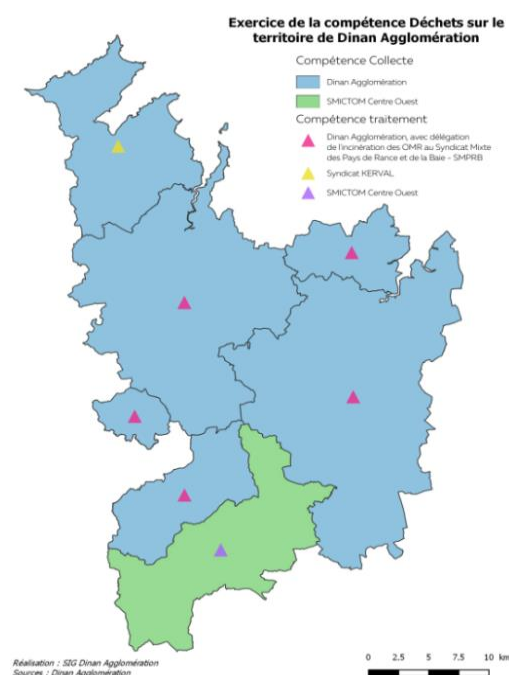 Exercice de la compétence Déchets sur le
territoire de Dinan Agglomération
Compétence Collecte
Dinan Agglomération
SMICTOM Centre Ouest
Compétence traitement
Dinan Agglomération, avec délégation
de l'incinération des OMR au Syndicat Mixte
des Pays de Rance et de la Baie - SMPRB
Syndicat KERVAL
SMICTOM Centre Ouest
Réalisation : SIG Dinan Agglomération
Sources : Dinan Agglomération
0 2.5 5 7.5 10 km